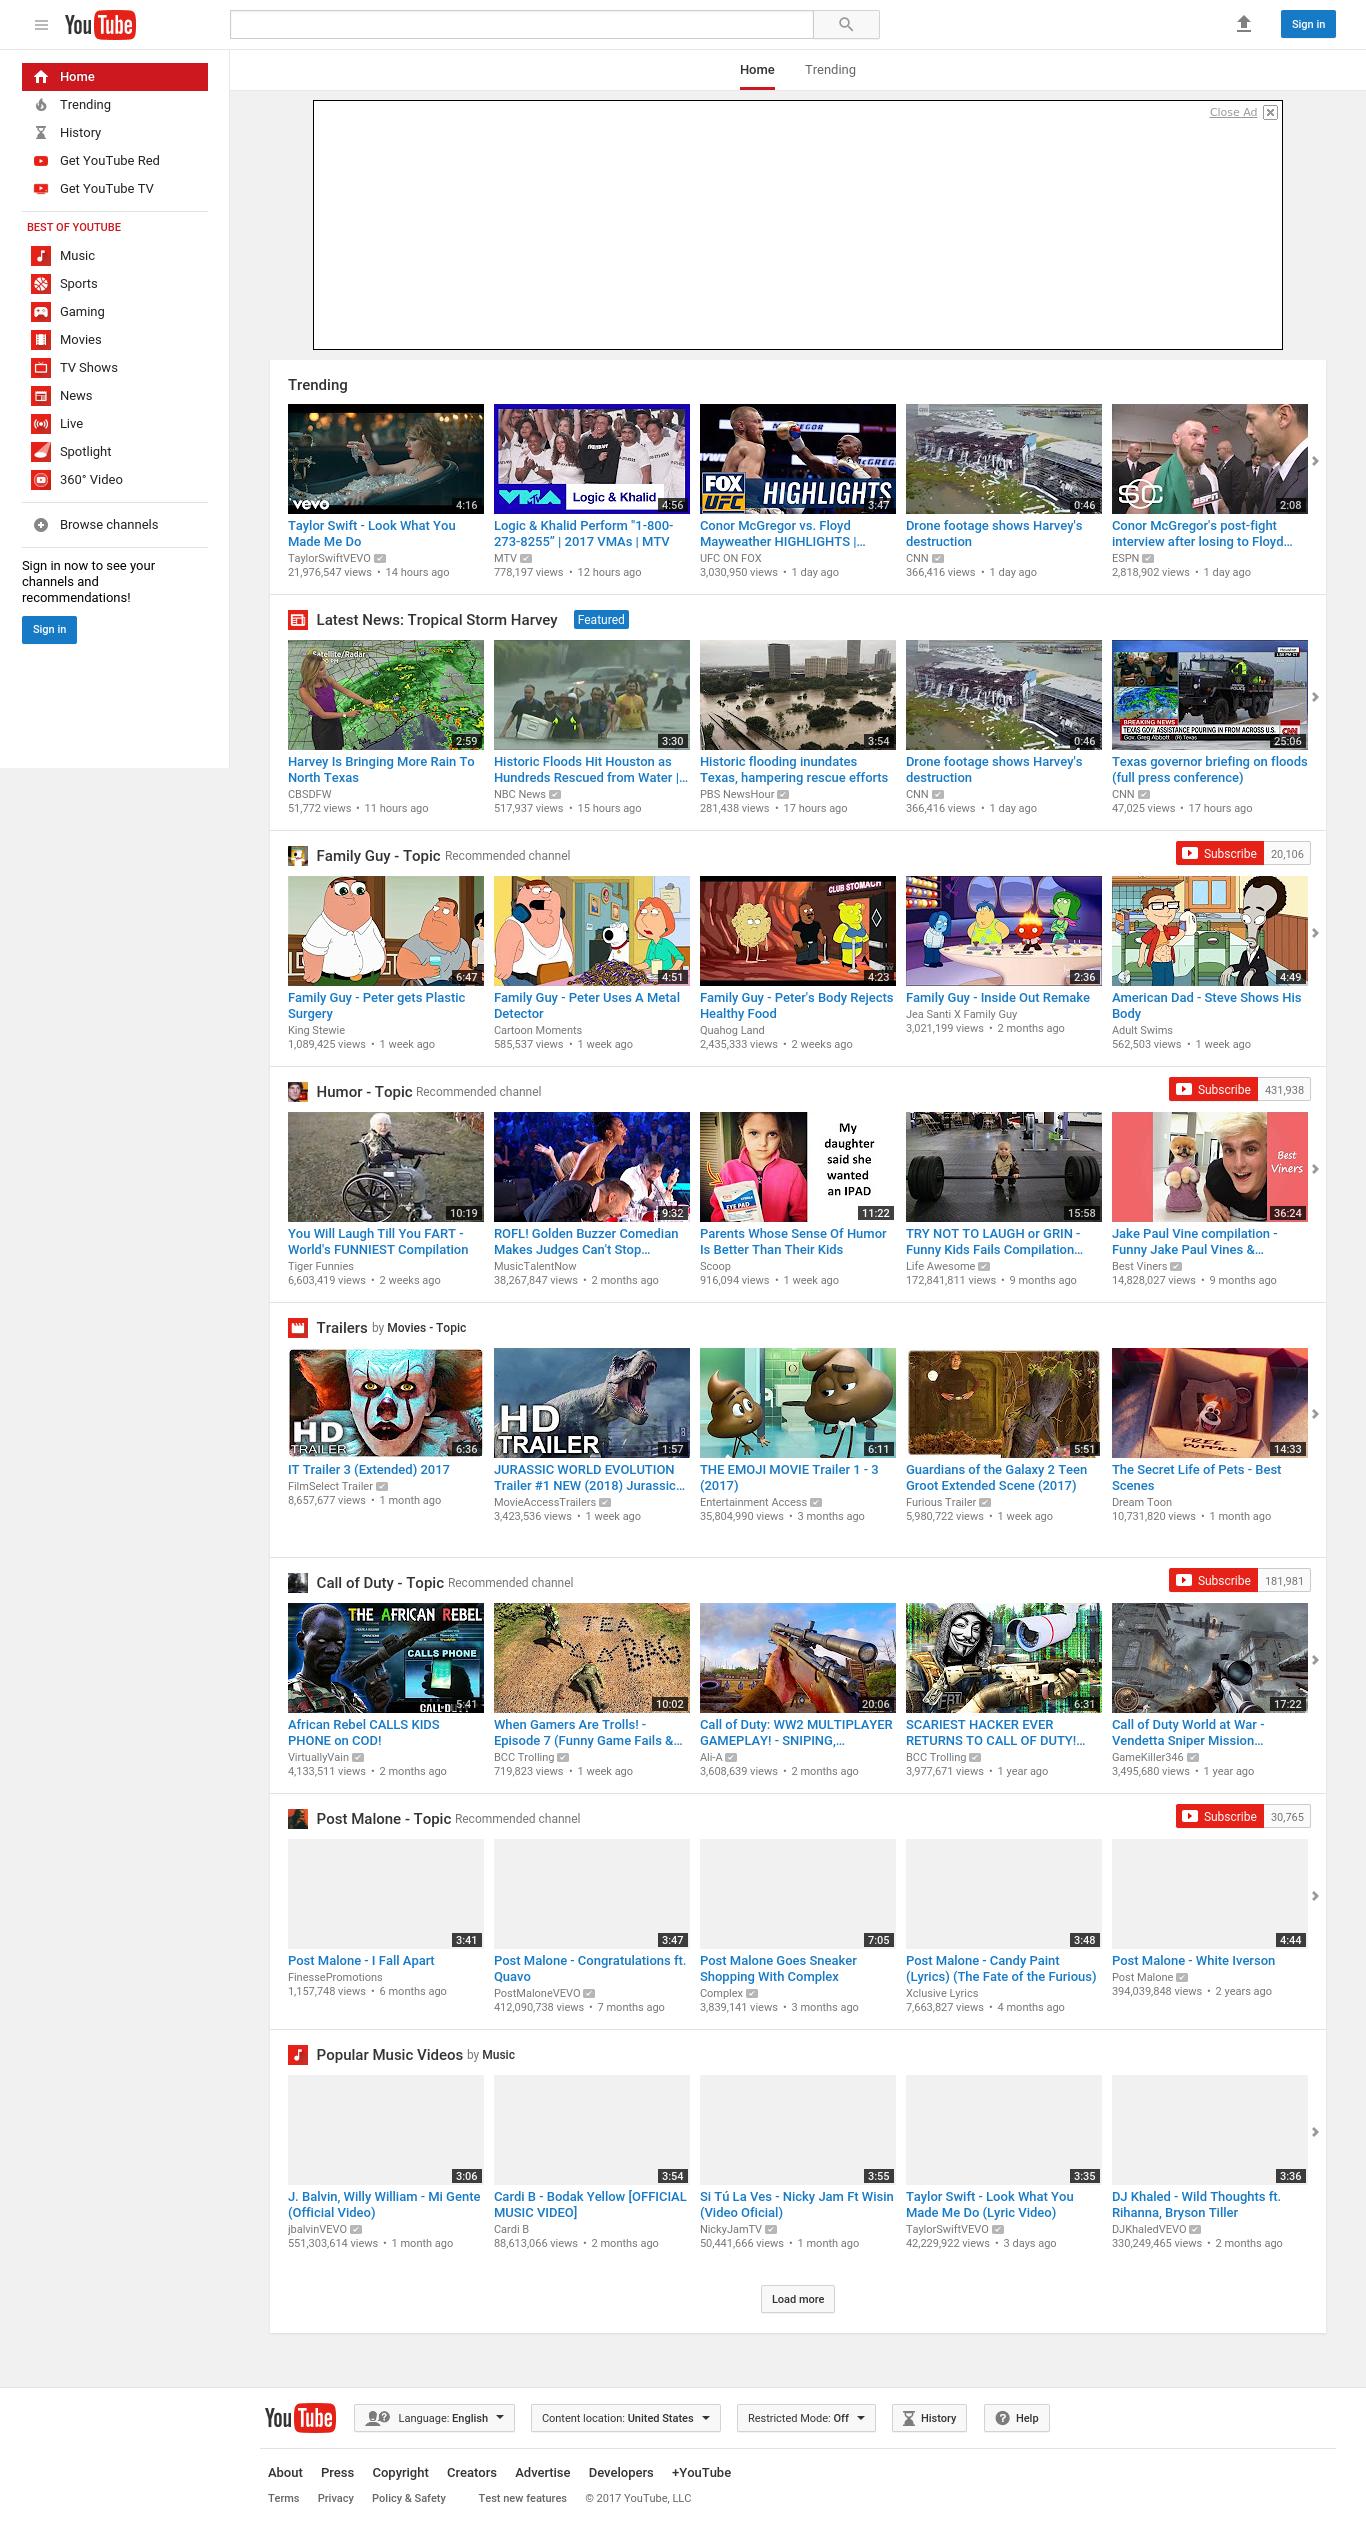 YouTube
Sign in
Home Trending
Home
Trending
History
Get YouTube Red
Get YouTube TV
BEST OF YOUTUBE
Music
Sports
Gaming
Movies
TV Shows
News
Live
Spotlight
360° Video
Browse channels
Sign in now to see your
channels and
recommendations!
Sign in
Close Ad
Trending
vevo 4:16
VMA Logic & Khalid 4:56
FOX UFC HIGHLIGHTS 3:47
0:46
SC ESPN 2:08
Taylor Swift - Look What You
Made Me Do
TaylorSwiftVEVO
21,976,547 views • 14 hours ago
Logic & Khalid Perform "1-800-
273-8255” | 2017 VMAs | MTV
MTV
778,197 views • 12 hours ago
Conor McGregor vs. Floyd
Mayweather HIGHLIGHTS |...
UFC ON FOX
3,030,950 views • 1 day ago
Drone footage shows Harvey's
destruction
CNN
366,416 views • 1 day ago
Conor McGregor's post-fight
interview after losing to Floyd...
ESPN
2,818,902 views • 1 day ago
Latest News: Tropical Storm Harvey Featured
Satellite/Radar
2:59
3:30
3:54
0:46
BREAKING NEWS
TEXAS GOV: ASSISTANCE POURING IN FROM ACROSS U.S.
Gov. Greg Abbott (R) Texas
CNN
25:06
Harvey Is Bringing More Rain To
North Texas
CBSDFW
51,772 views • 11 hours ago
Historic Floods Hit Houston as
Hundreds Rescued from Water |...
NBC News
517,937 views • 15 hours ago
Historic flooding inundates
Texas, hampering rescue efforts
PBS NewsHour
281,438 views • 17 hours ago
Drone footage shows Harvey's
destruction
CNN
366,416 views • 1 day ago
Texas governor briefing on floods
(full press conference)
CNN
47,025 views • 17 hours ago
Family Guy - Topic Recommended channel
Subscribe 20,106
6:47
4:51
CLUB STOMACH
4:23
2:36
4:49
Family Guy - Peter gets Plastic
Surgery
King Stewie
1,089,425 views • 1 week ago
Family Guy - Peter Uses A Metal
Detector
Cartoon Moments
585,537 views • 1 week ago
Family Guy - Peter's Body Rejects
Healthy Food
Quahog Land
2,435,333 views • 2 weeks ago
Family Guy - Inside Out Remake
Jea Santi X Family Guy
3,021,199 views • 2 months ago
American Dad - Steve Shows His
Body
Adult Swims
562,503 views • 1 week ago
Humor - Topic Recommended channel
Subscribe 431,938
10:19
9:32
My
daughter
said she
wanted
an IPAD
11:22
15:58
Best
Viners
36:24
You Will Laugh Till You FART -
World's FUNNIEST Compilation
Tiger Funnies
6,603,419 views • 2 weeks ago
ROFL! Golden Buzzer Comedian
Makes Judges Can't Stop...
MusicTalentNow
38,267,847 views • 2 months ago
Parents Whose Sense Of Humor
Is Better Than Their Kids
Scoop
916,094 views • 1 week ago
TRY NOT TO LAUGH or GRIN -
Funny Kids Fails Compilation...
Life Awesome
172,841,811 views • 9 months ago
Jake Paul Vine compilation -
Funny Jake Paul Vines &...
Best Viners
14,828,027 views • 9 months ago
Trailers by Movies - Topic
HD
TRAILER
6:36
HD
TRAILER
1:57
6:11
5:51
FREE
PUPPIES
14:33
IT Trailer 3 (Extended) 2017
FilmSelect Trailer
8,657,677 views • 1 month ago
JURASSIC WORLD EVOLUTION
Trailer #1 NEW (2018) Jurassic...
MovieAccessTrailers
3,423,536 views • 1 week ago
THE EMOJI MOVIE Trailer 1 - 3
(2017)
Entertainment Access
35,804,990 views • 3 months ago
Guardians of the Galaxy 2 Teen
Groot Extended Scene (2017)
Furious Trailer
5,980,722 views • 1 week ago
The Secret Life of Pets - Best
Scenes
Dream Toon
10,731,820 views • 1 month ago
Call of Duty - Topic Recommended channel
Subscribe 181,981
THE AFRICAN REBEL
CALLS PHONE
5:41
TEA
BAG
10:02
20:06
6:31
17:22
African Rebel CALLS KIDS
PHONE on COD!
VirtuallyVain
4,133,511 views • 2 months ago
When Gamers Are Trolls! -
Episode 7 (Funny Game Fails &...
BCC Trolling
719,823 views • 1 week ago
Call of Duty: WW2 MULTIPLAYER
GAMEPLAY! - SNIPING,...
Ali-A
3,608,639 views • 2 months ago
SCARIEST HACKER EVER
RETURNS TO CALL OF DUTY!...
BCC Trolling
3,977,671 views • 1 year ago
Call of Duty World at War -
Vendetta Sniper Mission...
GameKiller346
3,495,680 views • 1 year ago
Post Malone - Topic Recommended channel
Subscribe 30,765
3:41
3:47
7:05
3:48
4:44
Post Malone - I Fall Apart
FinessePromotions
1,157,748 views • 6 months ago
Post Malone - Congratulations ft.
Quavo
PostMaloneVEVO
412,090,738 views • 7 months ago
Post Malone Goes Sneaker
Shopping With Complex
Complex
3,839,141 views • 3 months ago
Post Malone - Candy Paint
(Lyrics) (The Fate of the Furious)
Xclusive Lyrics
7,663,827 views • 4 months ago
Post Malone - White Iverson
Post Malone
394,039,848 views • 2 years ago
Popular Music Videos by Music
3:06
3:54
3:55
3:35
3:36
J. Balvin, Willy William - Mi Gente
(Official Video)
jbalvinVEVO
551,303,614 views • 1 month ago
Cardi B - Bodak Yellow [OFFICIAL
MUSIC VIDEO]
Cardi B
88,613,066 views • 2 months ago
Si Tú La Ves - Nicky Jam Ft Wisin
(Video Oficial)
NickyJamTV
50,441,666 views • 1 month ago
Taylor Swift - Look What You
Made Me Do (Lyric Video)
TaylorSwiftVEVO
42,229,922 views • 3 days ago
DJ Khaled - Wild Thoughts ft.
Rihanna, Bryson Tiller
DJKhaledVEVO
330,249,465 views • 2 months ago
Load more
YouTube Language: English Content location: United States Restricted Mode: Off History Help
About Press Copyright Creators Advertise Developers +YouTube
Terms Privacy Policy & Safety Test new features © 2017 YouTube, LLC